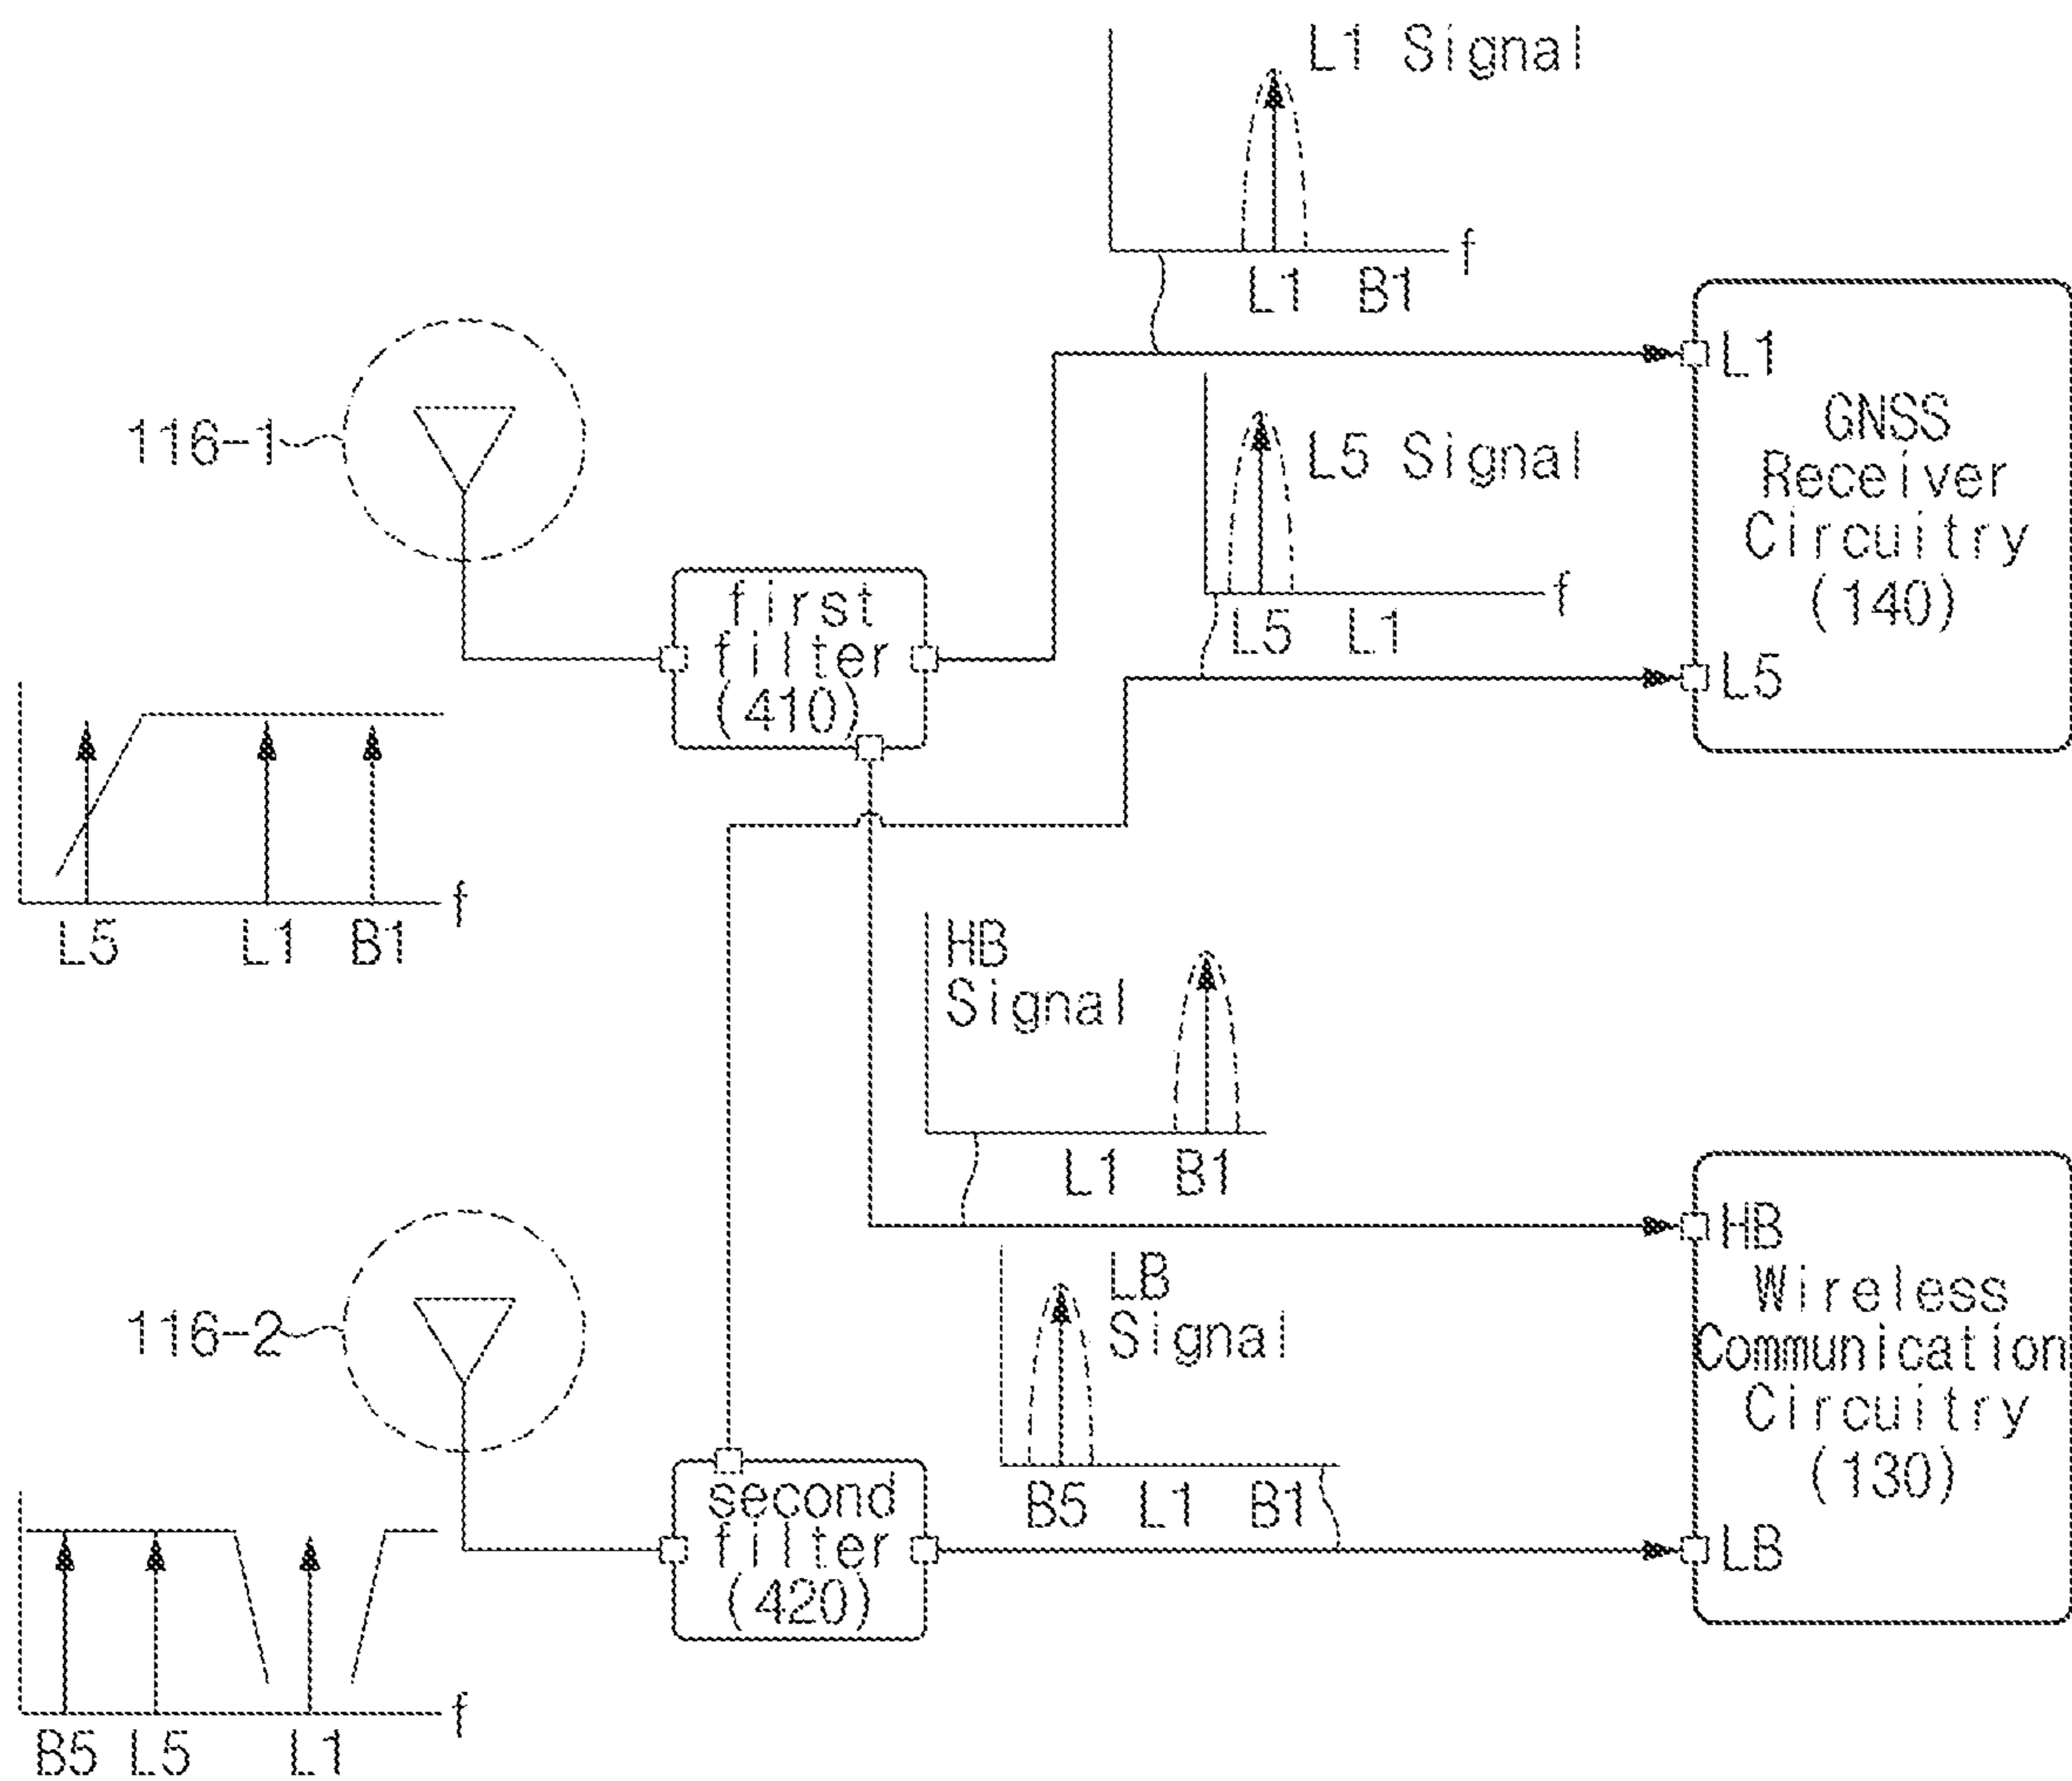 L1 Signal
f
L1 B1
116-1
L1
GNSS
Receiver
Circuitry
(140)
L5
L5 Signal
f
L5 L1
first
filter
(410)
f
L5 L1 B1
HB
Signal
L1 B1
116-2
HB
Wireless
Communication
Circuitry
(130)
LB
LB
Signal
B5 L1 B1
second
filter
(420)
f
B5 L5 L1